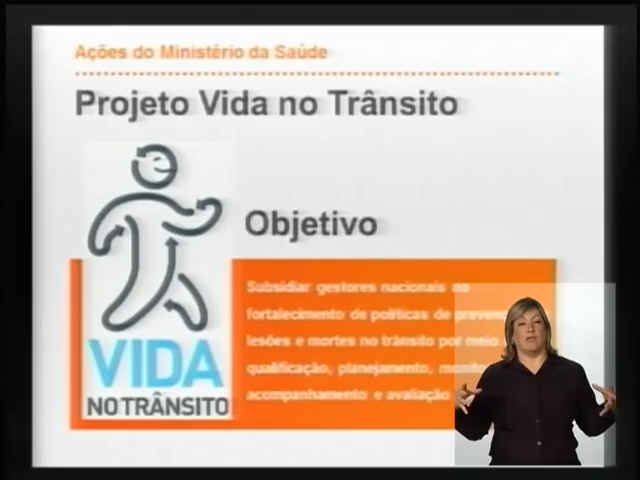 Ações do Ministério da Saúde
Projeto Vida no Trânsito
Objetivo
Subsidiar gestores nacionais no
fortalecimento de políticas de
lesões e mortes no trânsito por meio
qualificação, planejamento,
acompanhamento e avaliação
VIDA
NO TRÂNSITO